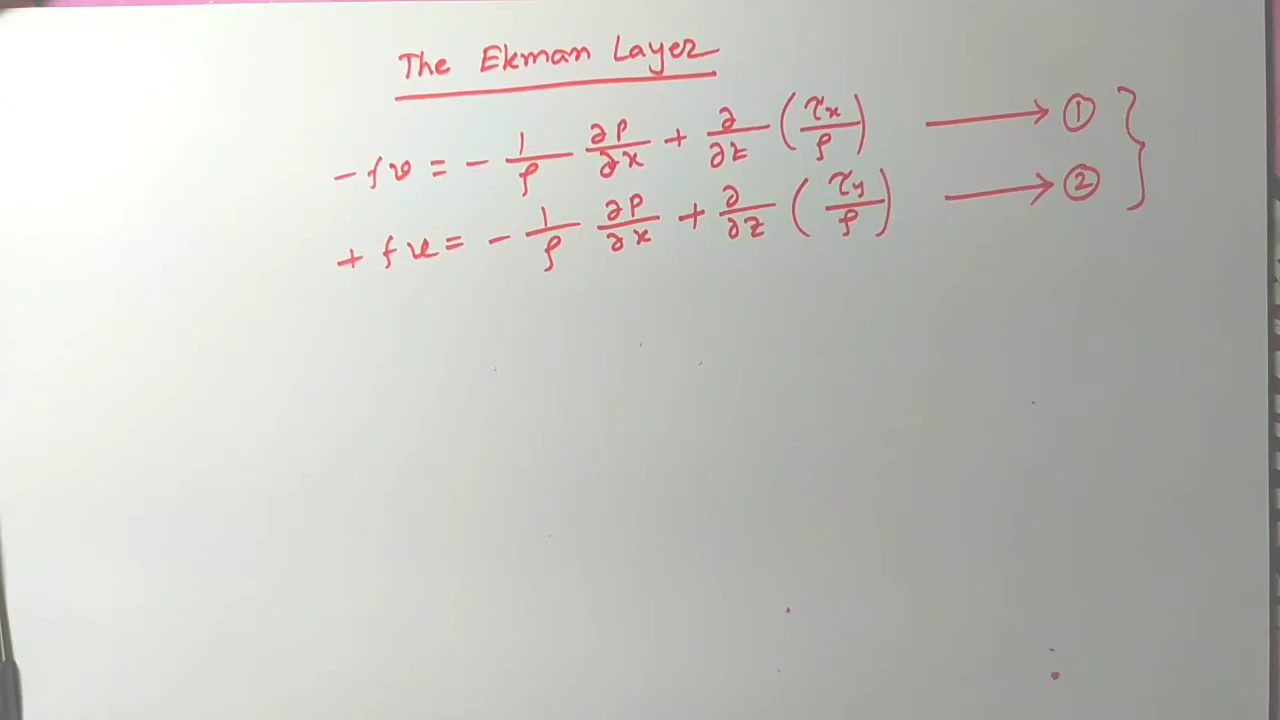 The Ekman Layer
-fv = - 1/ρ ∂P/∂x + ∂/∂z (τx/ρ) → ①
+fu = - 1/ρ ∂P/∂x + ∂/∂z (τy/ρ) → ② }